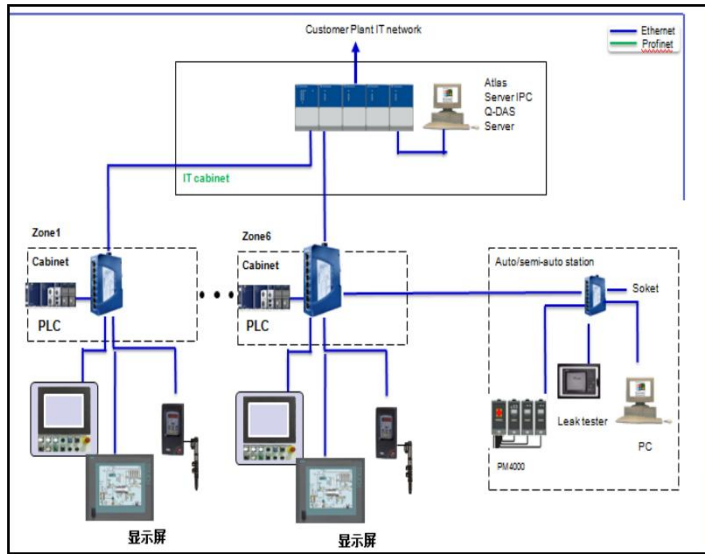 Customer Plant IT network
Ethernet
Profinet
Atlas
Server IPC
Q-DAS
Server
IT cabinet
Zone1
Cabinet
PLC
Zone6
Cabinet
PLC
Auto/semi-auto station
Soket
Leak tester
PM4000
PC
显示屏
显示屏